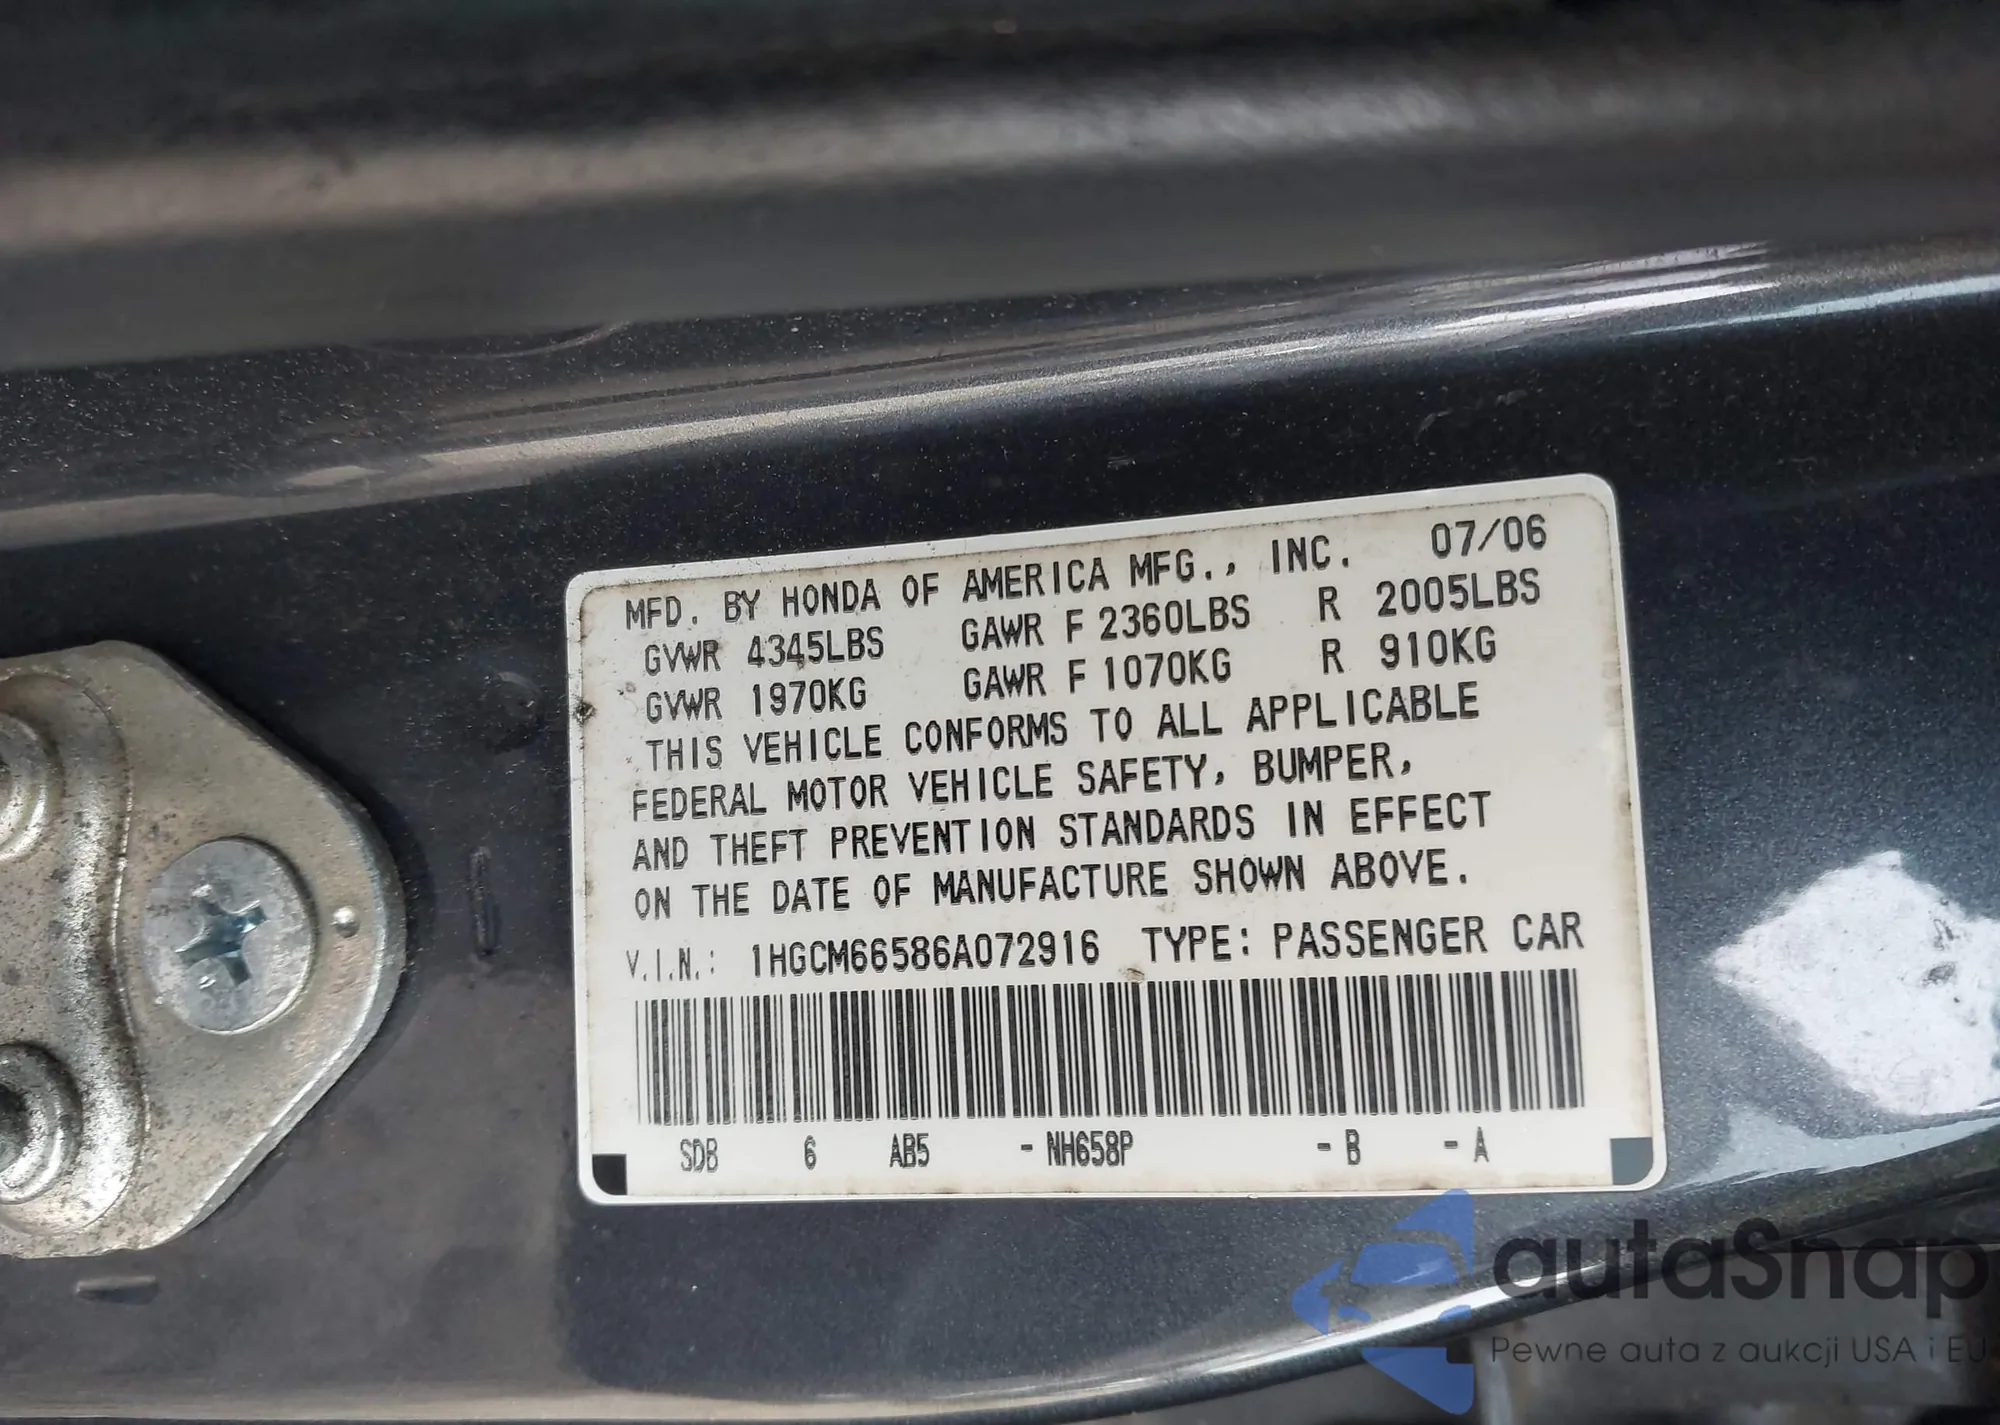 MFD. BY HONDA OF AMERICA MFG., INC. 07/06
GVWR 4345LBS GAWR F 2360LBS R 2005LBS
GVWR 1970KG GAWR F 1070KG R 910KG
THIS VEHICLE CONFORMS TO ALL APPLICABLE
FEDERAL MOTOR VEHICLE SAFETY, BUMPER,
AND THEFT PREVENTION STANDARDS IN EFFECT
ON THE DATE OF MANUFACTURE SHOWN ABOVE.
V.I.N.: 1HGCM66586A072916 TYPE: PASSENGER CAR
SDB 6 AB5 - NH658P - B - A
autaSnap
Pewne auta z aukcji USA i EU